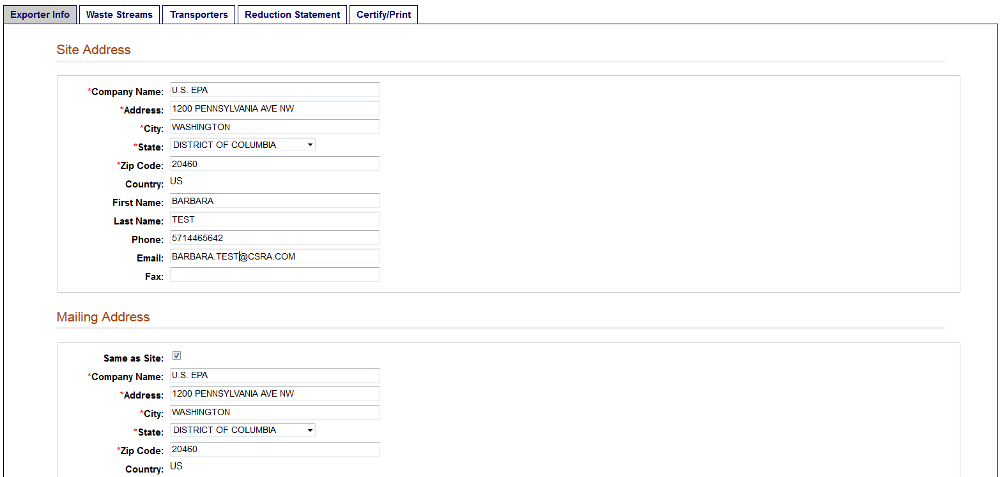 Exporter Info Waste Streams Transporters Reduction Statement Certify/Print
Site Address
*Company Name: U.S. EPA
*Address: 1200 PENNSYLVANIA AVE NW
*City: WASHINGTON
*State: DISTRICT OF COLUMBIA
*Zip Code: 20460
Country: US
First Name: BARBARA
Last Name: TEST
Phone: 5714465642
Email: BARBARA.TEST@CSRA.COM
Fax:
Mailing Address
Same as Site:
*Company Name: U.S. EPA
*Address: 1200 PENNSYLVANIA AVE NW
*City: WASHINGTON
*State: DISTRICT OF COLUMBIA
*Zip Code: 20460
Country: US